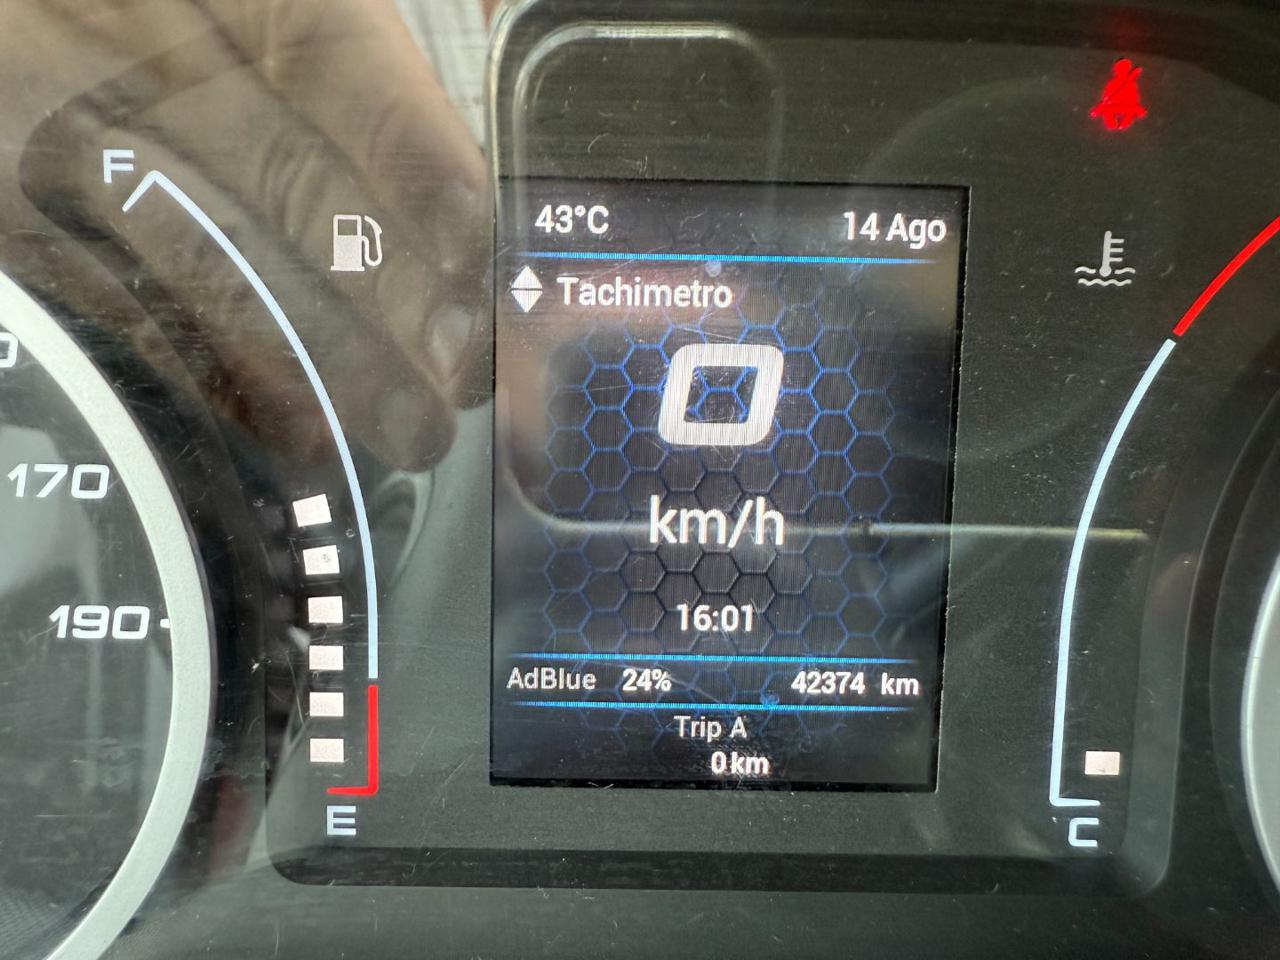 F
43°C 14 Ago
Tachimetro
0
170
km/h
190
16:01
AdBlue 24% 42374 km
Trip A
0 km
E
C